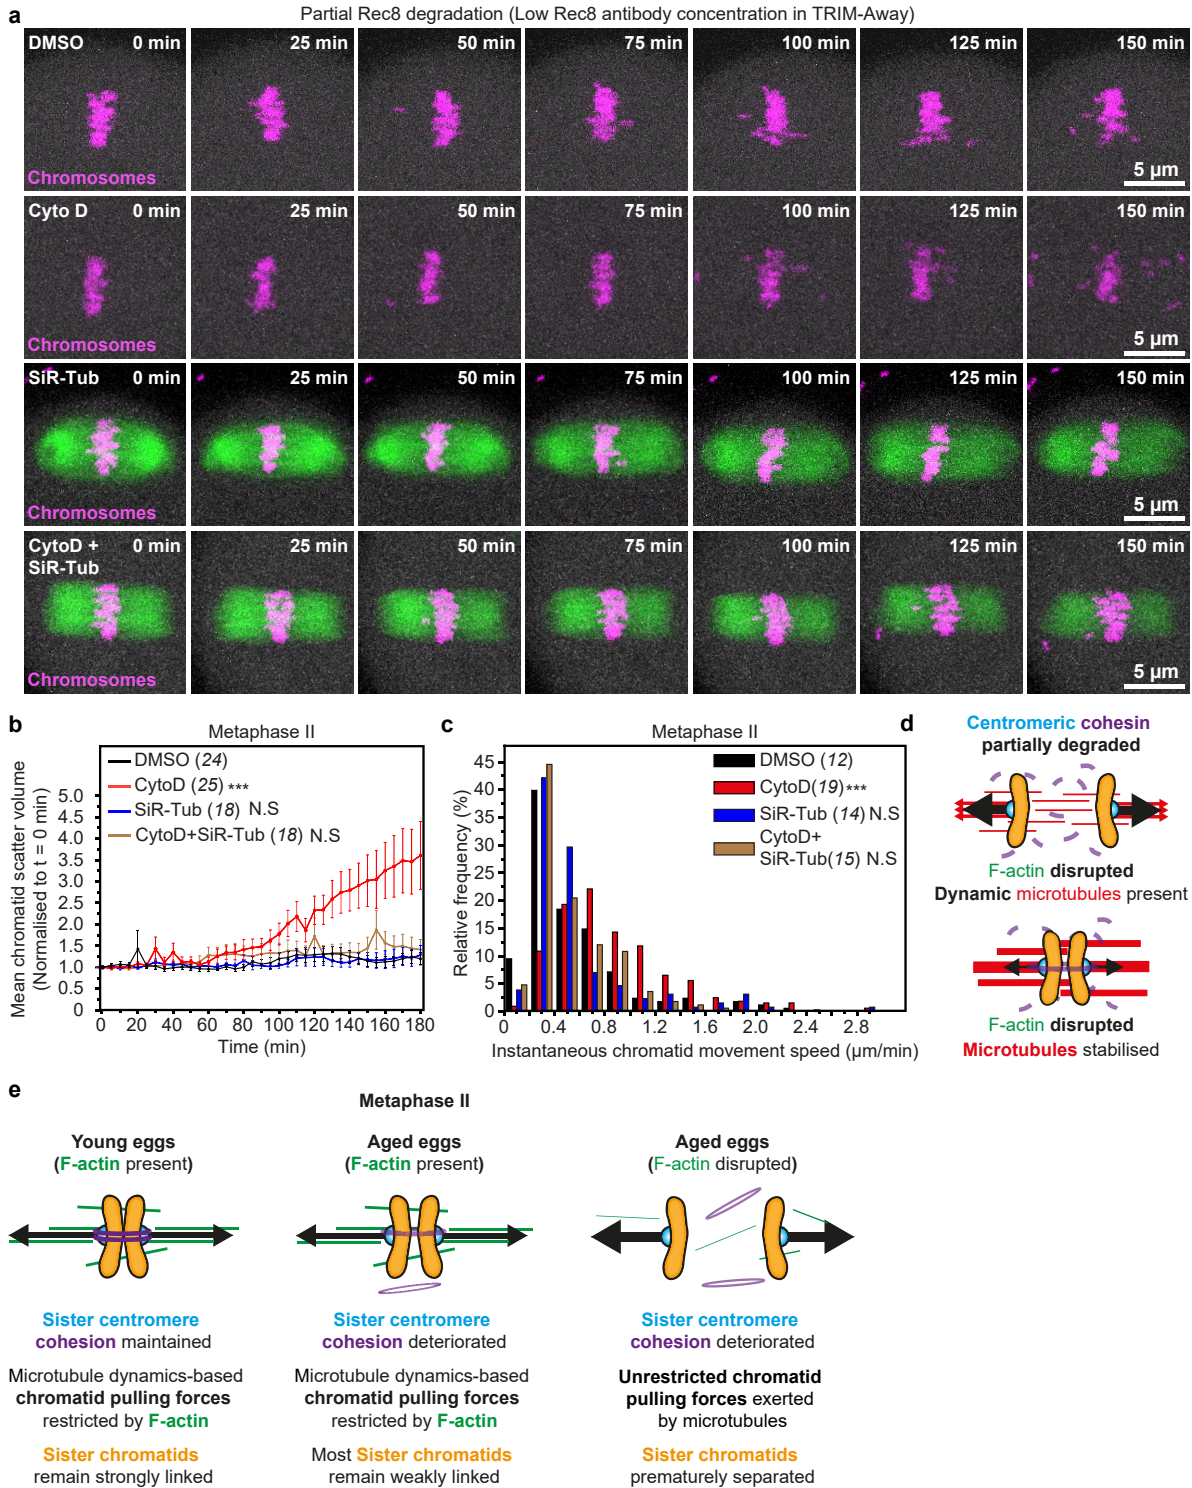 a
Partial Rec8 degradation (Low Rec8 antibody concentration in TRIM-Away)
DMSO 0 min 25 min 50 min 75 min 100 min 125 min 150 min
Chromosomes 5 µm
Cyto D 0 min 25 min 50 min 75 min 100 min 125 min 150 min
Chromosomes 5 µm
SiR-Tub 0 min 25 min 50 min 75 min 100 min 125 min 150 min
Chromosomes 5 µm
CytoD + 0 min 25 min 50 min 75 min 100 min 125 min 150 min
SiR-Tub
Chromosomes 5 µm
b
Metaphase II
Mean chromatid scatter volume
(Normalised to t = 0 min)
DMSO (24)
CytoD (25) ***
SiR-Tub (18) N.S
CytoD+SiR-Tub (18) N.S
5.0
4.5
4.0
3.5
3.0
2.5
2.0
1.5
1.0
0.5
0
0 20 40 60 80 100 120 140 160 180
Time (min)
c
Metaphase II
Relative frequency (%)
DMSO (12)
CytoD(19)***
SiR-Tub (14) N.S
CytoD+
SiR-Tub(15) N.S
45
40
35
30
25
20
15
10
5
0
0 0.4 0.8 1.2 1.6 2.0 2.4 2.8
Instantaneous chromatid movement speed (µm/min)
d
Centromeric cohesin
partially degraded
F-actin disrupted
Dynamic microtubules present
F-actin disrupted
Microtubules stabilised
e
Metaphase II
Young eggs
(F-actin present)
Sister centromere
cohesion maintained
Microtubule dynamics-based
chromatid pulling forces
restricted by F-actin
Sister chromatids
remain strongly linked
Aged eggs
(F-actin present)
Sister centromere
cohesion deteriorated
Microtubule dynamics-based
chromatid pulling forces
restricted by F-actin
Most Sister chromatids
remain weakly linked
Aged eggs
(F-actin disrupted)
Sister centromere
cohesion deteriorated
Unrestricted chromatid
pulling forces exerted
by microtubules
Sister chromatids
prematurely separated